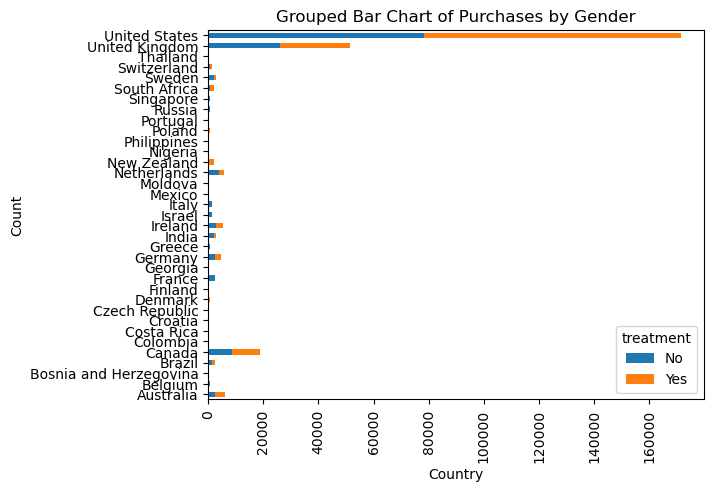 Grouped Bar Chart of Purchases by Gender
United States
United Kingdom
Thailand
Switzerland
Sweden
South Africa
Singapore
Russia
Portugal
Poland
Philippines
Nigeria
New Zealand
Netherlands
Moldova
Mexico
Italy
Israel
Ireland
India
Greece
Germany
Georgia
France
Finland
Denmark
Czech Republic
Croatia
Costa Rica
Colombia
Canada
Brazil
Bosnia and Herzegovina
Belgium
Australia
Count
treatment
No
Yes
0
20000
40000
60000
80000
100000
120000
140000
160000
Country